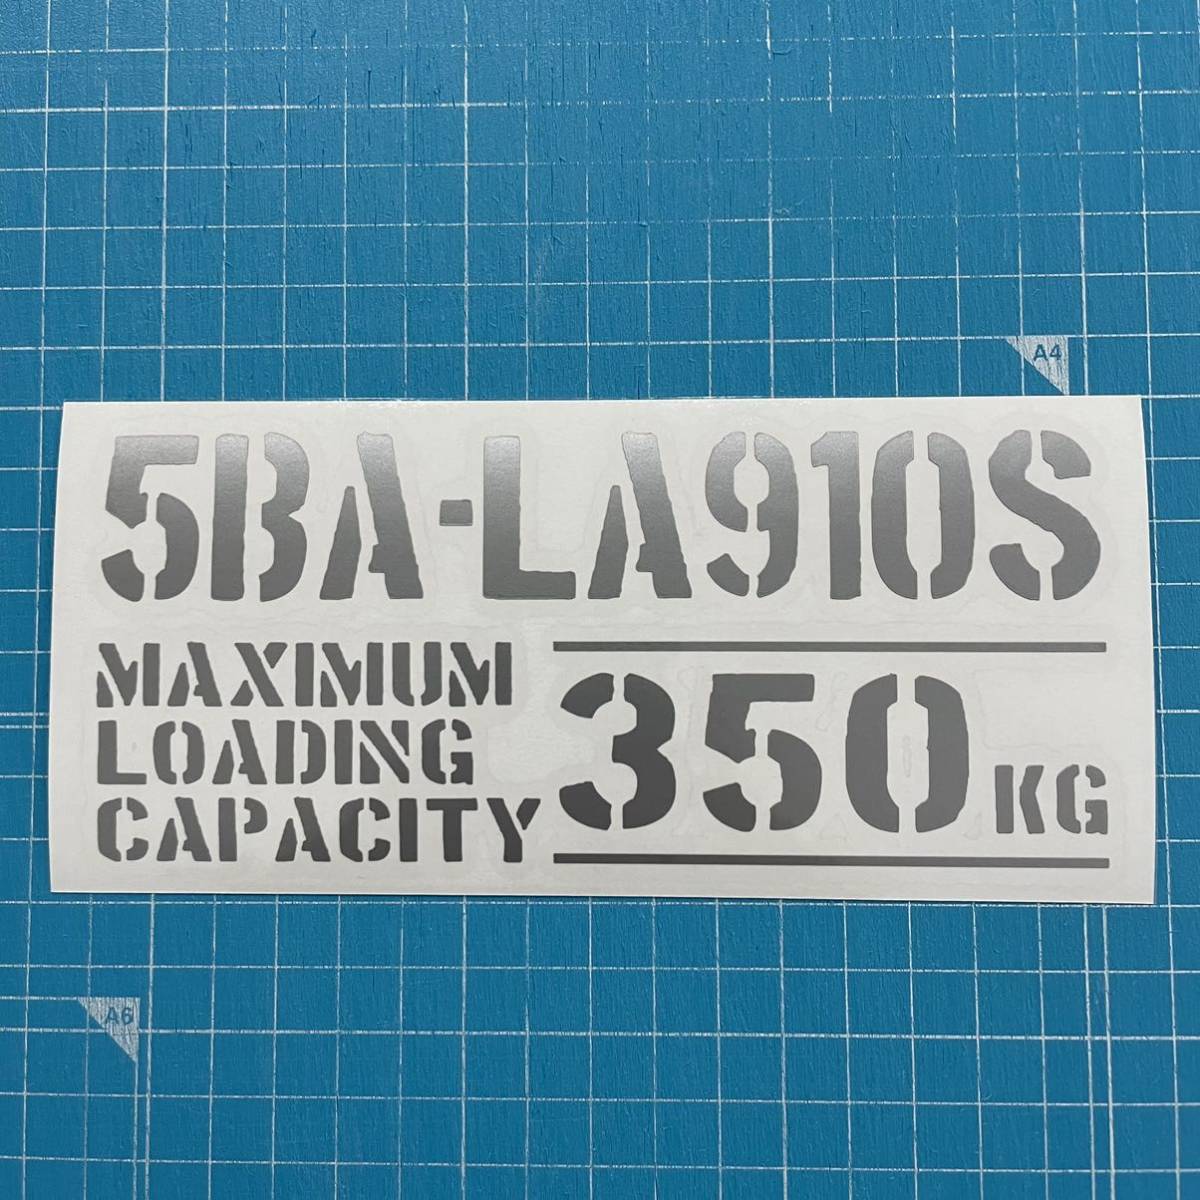 A4
5BA-LA910S
MAXIMUM
LOADING
CAPACITY
350 KG
A6